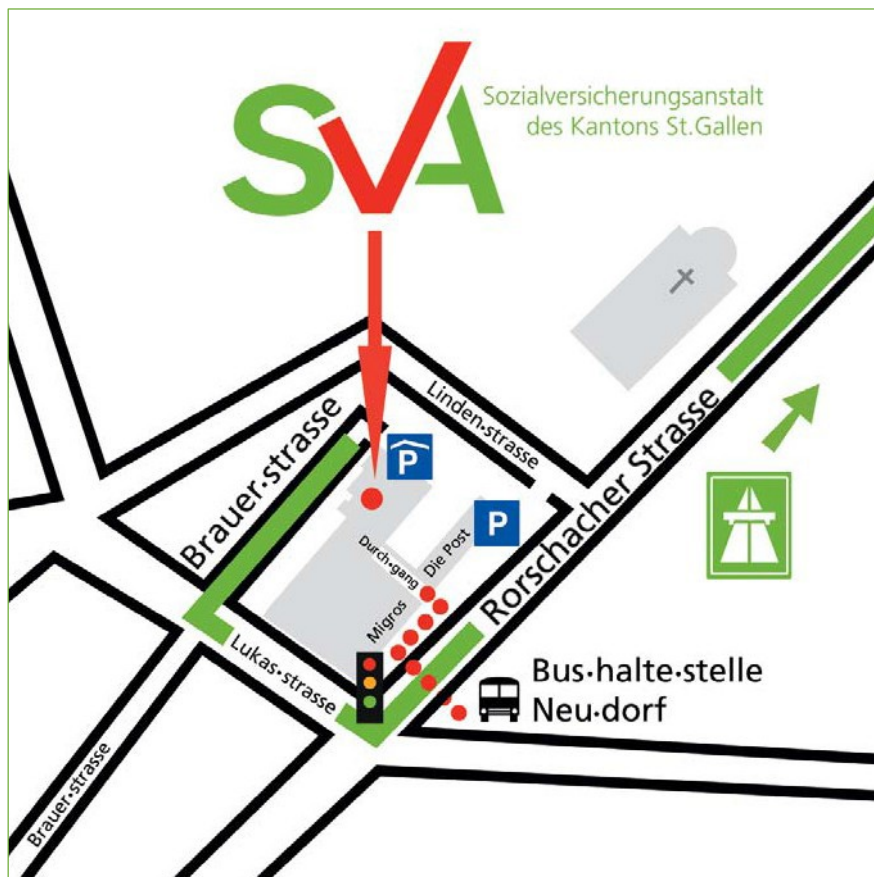 SVA
Sozialversicherungsanstalt
des Kantons St.Gallen
Linden·strasse
Brauer·strasse
P
P
Rorschacher Strasse
Durch·gang
Die Post
Migros
Lukas·strasse
Bus·halte·stelle
Neu·dorf
Brauer·strasse